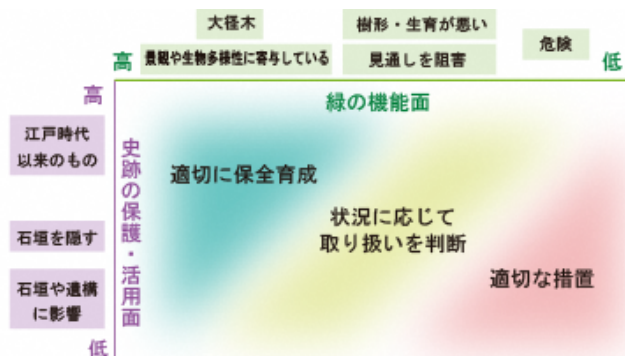 大径木
樹形・生育が悪い
危険
高
景観や生物多様性に寄与している
見通しを阻害
低
高
緑の機能面
江戸時代
以来のもの
史跡の保護・活用面
適切に保全育成
状況に応じて
取り扱いを判断
石垣を隠す
適切な措置
石垣や遺構
に影響
低